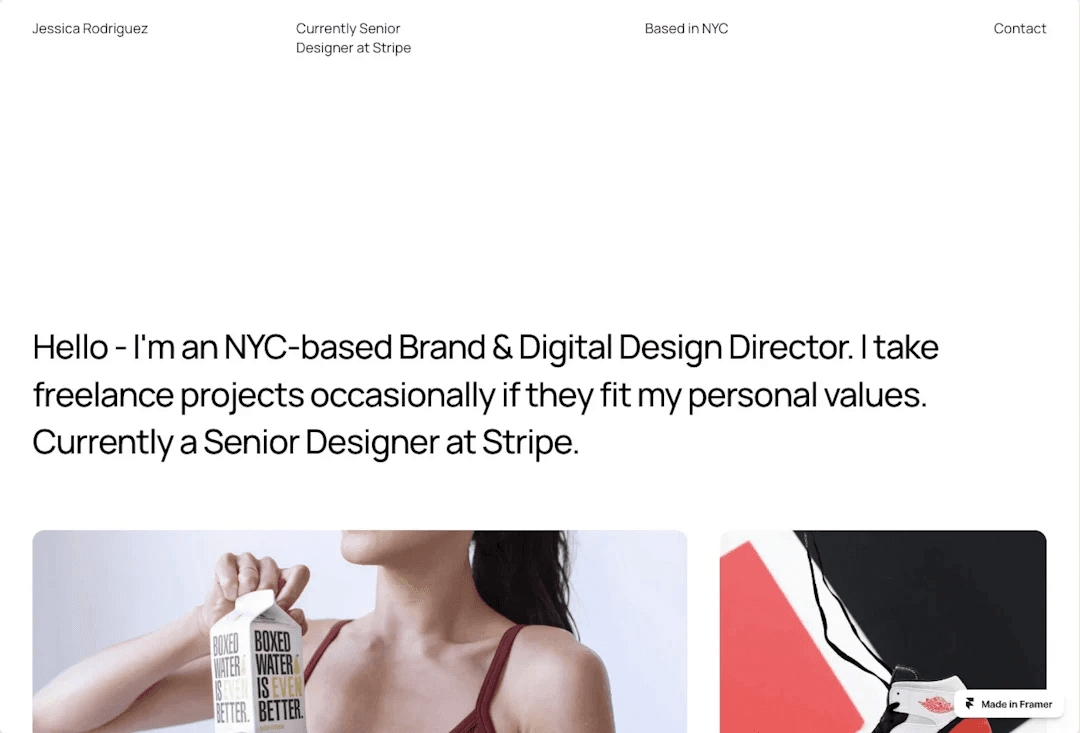 Jessica Rodriguez
Currently Senior
Designer at Stripe
Based in NYC
Contact
Hello - I'm an NYC-based Brand & Digital Design Director. I take
freelance projects occasionally if they fit my personal values.
Currently a Senior Designer at Stripe.
BOXED
WATER
IS EVEN
BETTER.
BOXED
WATER
IS EVEN
BETTER.
Made in Framer